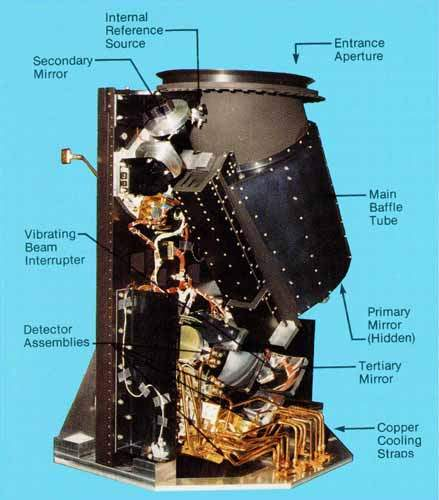 Internal
Reference
Source
Secondary
Mirror
Entrance
Aperture
Main
Baffle
Tube
Vibrating
Beam
Interrupter
Primary
Mirror
(Hidden)
Detector
Assemblies
Tertiary
Mirror
Copper
Cooling
Straps